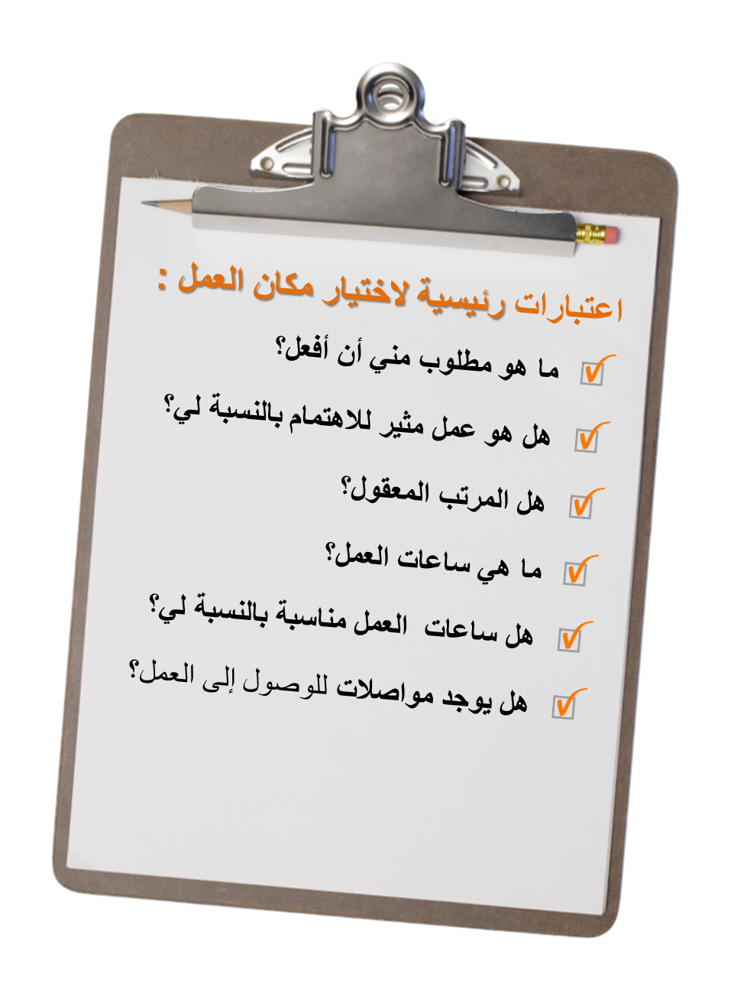 اعتبارات رئيسية لاختيار مكان العمل :
ما هو مطلوب مني أن أفعل؟
هل هو عمل مثير للاهتمام بالنسبة لي؟
هل المرتب المعقول؟
ما هي ساعات العمل؟
هل ساعات العمل مناسبة بالنسبة لي؟
هل يوجد مواصلات للوصول إلى العمل؟